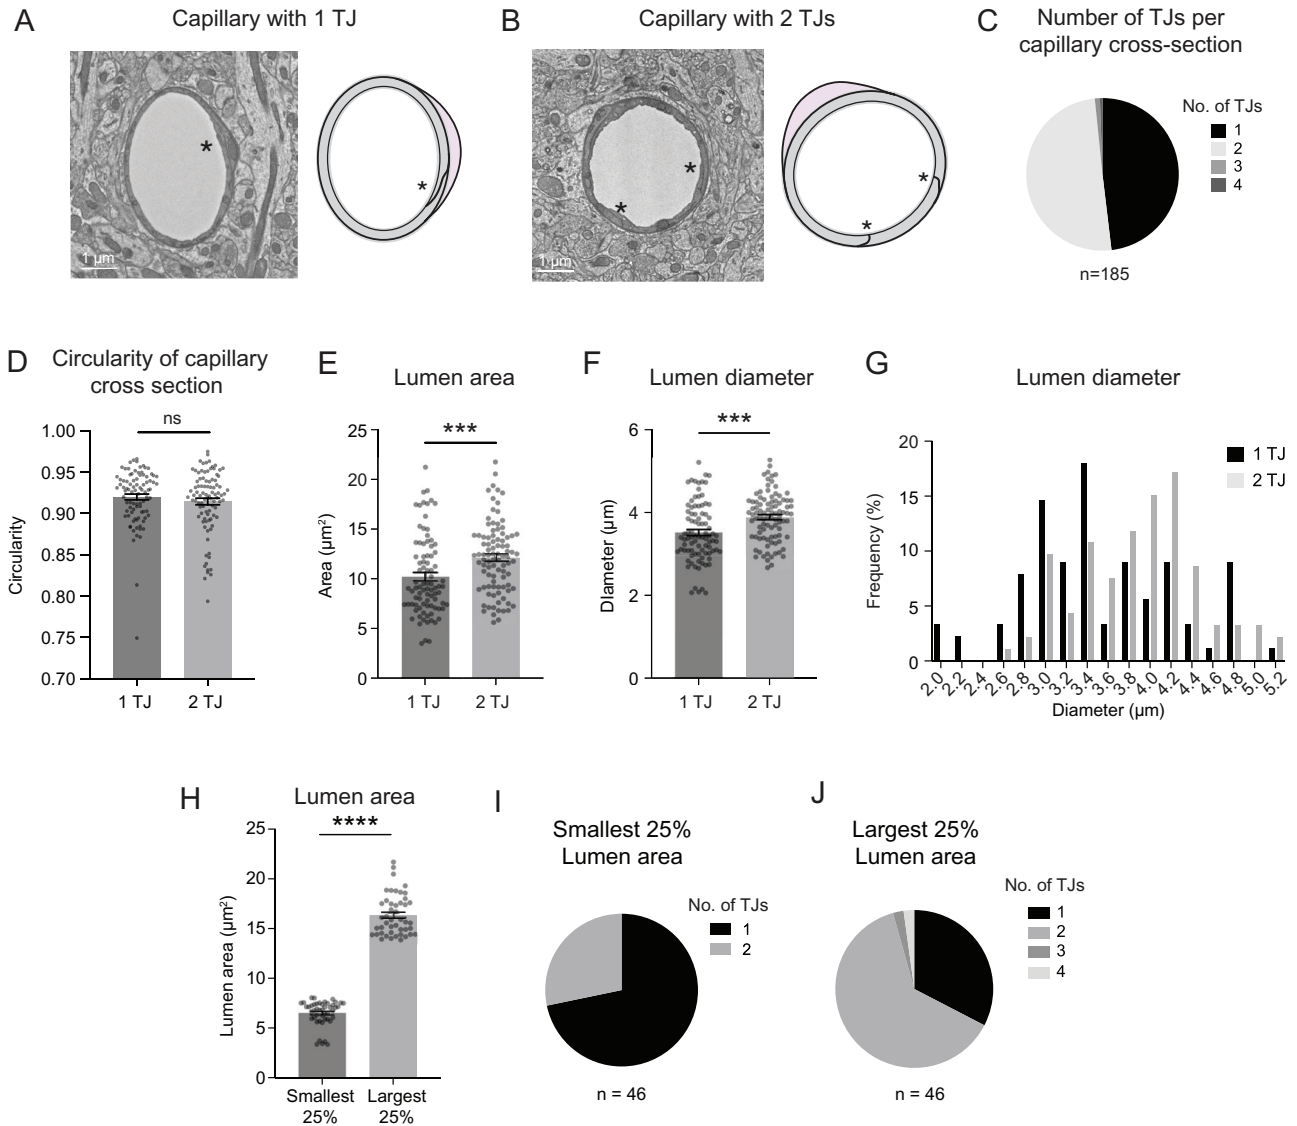 A
Capillary with 1 TJ
*
1 µm
*
B
Capillary with 2 TJs
*
*
1 µm
*
*
C
Number of TJs per
capillary cross-section
No. of TJs
1
2
3
4
n=185
D
Circularity of capillary
cross section
ns
1.00
0.95
0.90
0.85
0.80
0.75
0.70
Circularity
1 TJ
2 TJ
E
Lumen area
***
25
20
15
10
5
0
Area (µm²)
1 TJ
2 TJ
F
Lumen diameter
***
6
4
2
0
DIameter (µm)
1 TJ
2 TJ
G
Lumen diameter
1 TJ
2 TJ
20
15
10
5
0
Frequency (%)
2.0 2.2 2.4 2.6 2.8 3.0 3.2 3.4 3.6 3.8 4.0 4.2 4.4 4.6 4.8 5.0 5.2
Diameter (µm)
H
Lumen area
****
25
20
15
10
5
0
Lumen area (µm²)
Smallest
25%
Largest
25%
I
Smallest 25%
Lumen area
No. of TJs
1
2
n = 46
J
Largest 25%
Lumen area
No. of TJs
1
2
3
4
n = 46